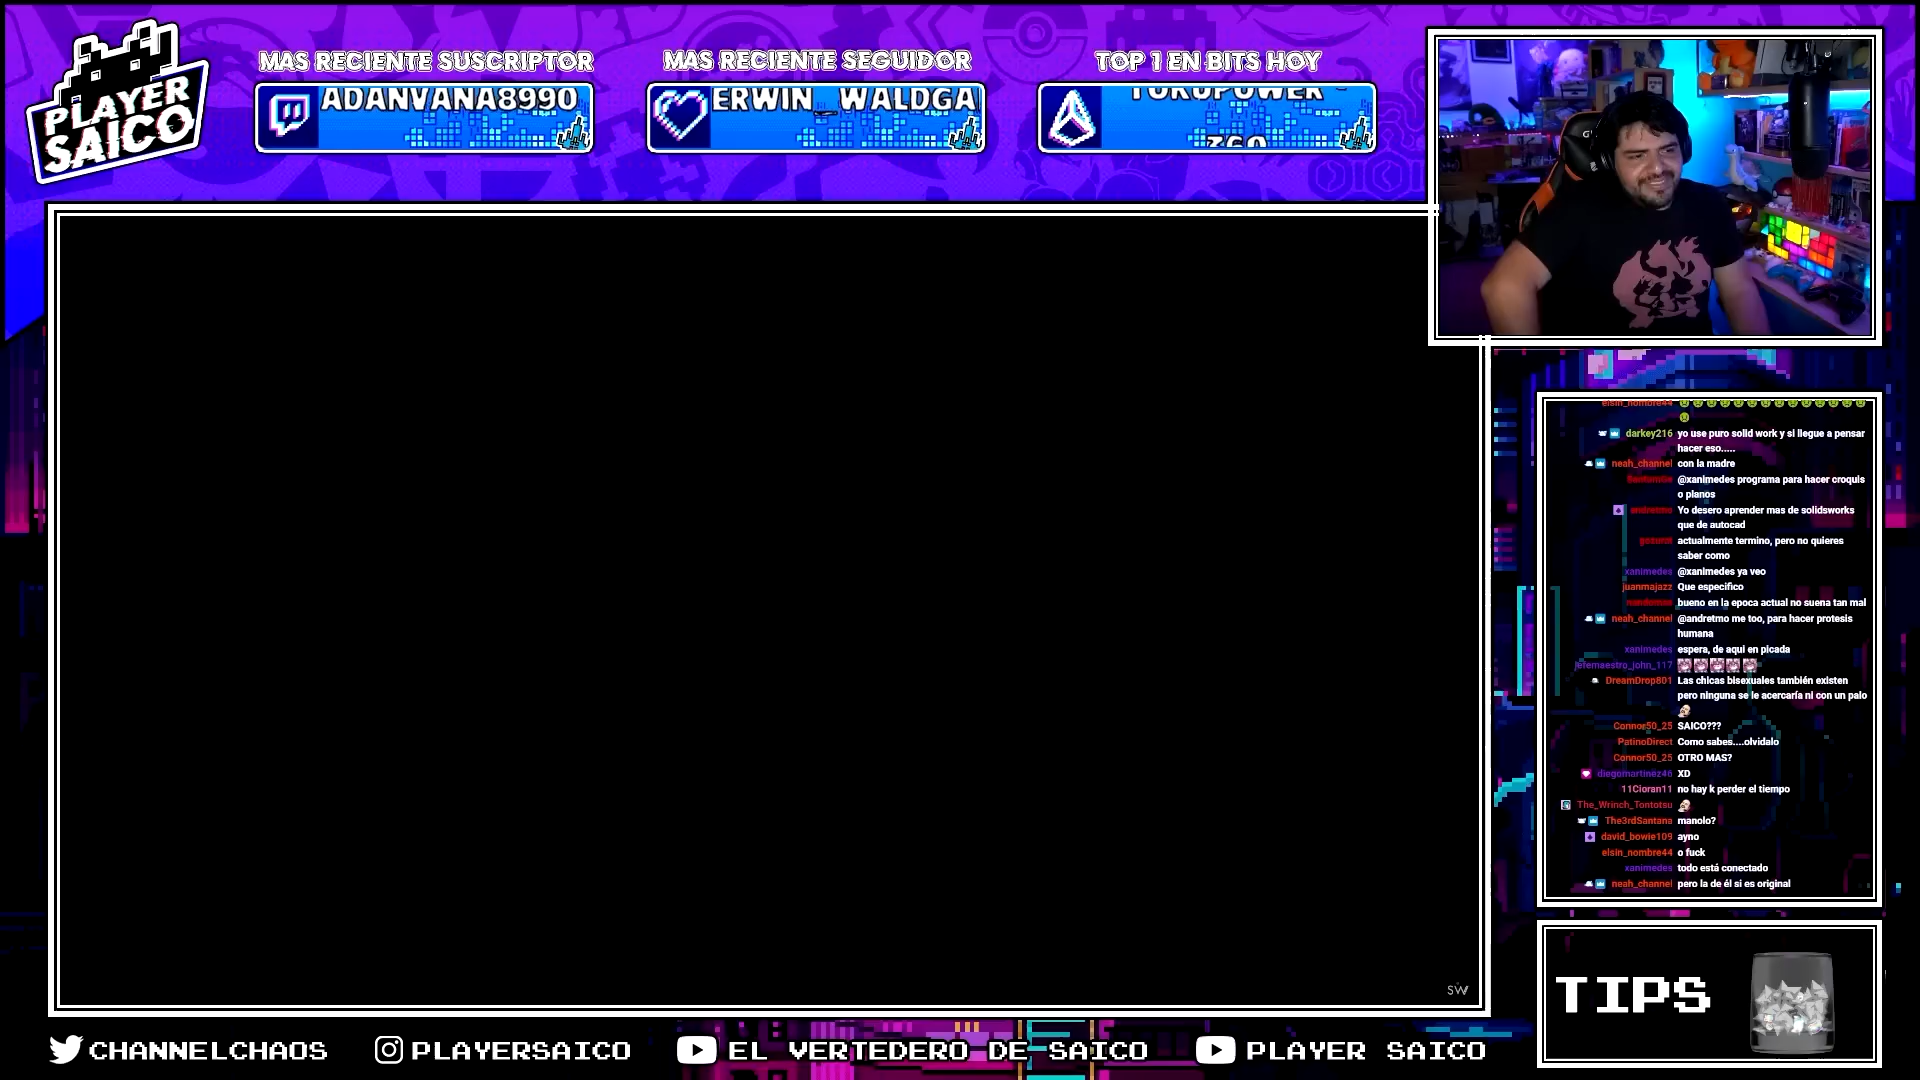 PLAYER
SAICO
MAS RECIENTE SUSCRIPTOR
ADANVANA8990
MAS RECIENTE SEGUIDOR
ERWIN_WALDGA
TOP 1 EN BITS HOY
elsin_nombre44
darkey216 yo use puro solid work y si llegue a pensar
hacer eso.....
neah_channel con la madre
@xanimedes programa para hacer croquis
o planos
andretmo Yo desero aprender mas de solidsworks
que de autocad
actualmente termino, pero no quieres
saber como
xanimedes @xanimedes ya veo
juanmajazz Que especifico
bueno en la epoca actual no suena tan mal
neah_channel @andretmo me too, para hacer protesis
humana
xanimedes espera, de aqui en picada
jefemaestro_john_117
DreamDrop801 Las chicas bisexuales también existen
pero ninguna se le acercaría ni con un palo
Connor50_25 SAICO???
PatinoDirect Como sabes....olvidalo
Connor50_25 OTRO MAS?
diegomartinez46 XD
11Cioran11 no hay k perder el tiempo
The_Wrinch_Tontotsu
The3rdSantana manolo?
david_bowie109 ayno
elsin_nombre44 o fuck
xanimedes todo está conectado
neah_channel pero la de él si es original
SW
TIPS
CHANNELCHAOS
PLAYERSAICO
EL VERTEDERO DE SAICO
PLAYER SAICO